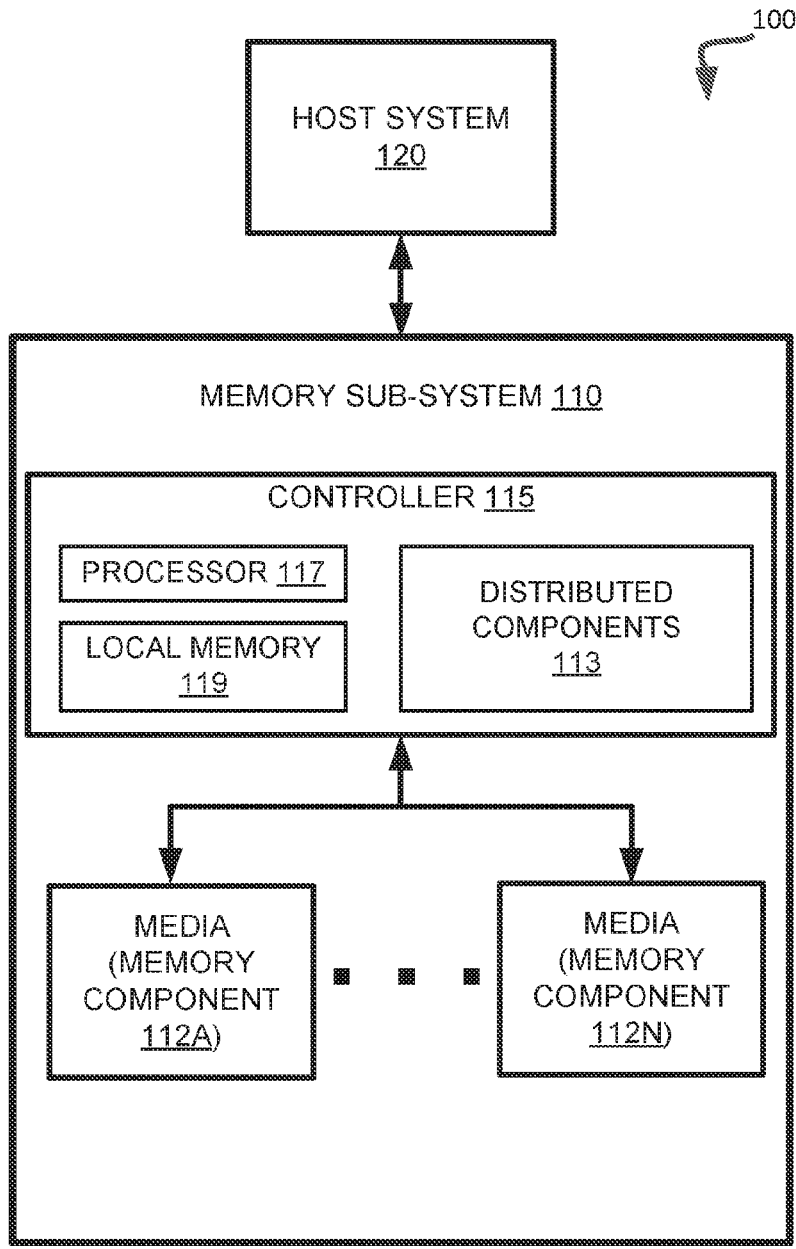 100
HOST SYSTEM
120
MEMORY SUB-SYSTEM 110
CONTROLLER 115
PROCESSOR 117
LOCAL MEMORY
119
DISTRIBUTED
COMPONENTS
113
MEDIA
(MEMORY
COMPONENT
112A)
MEDIA
(MEMORY
COMPONENT
112N)